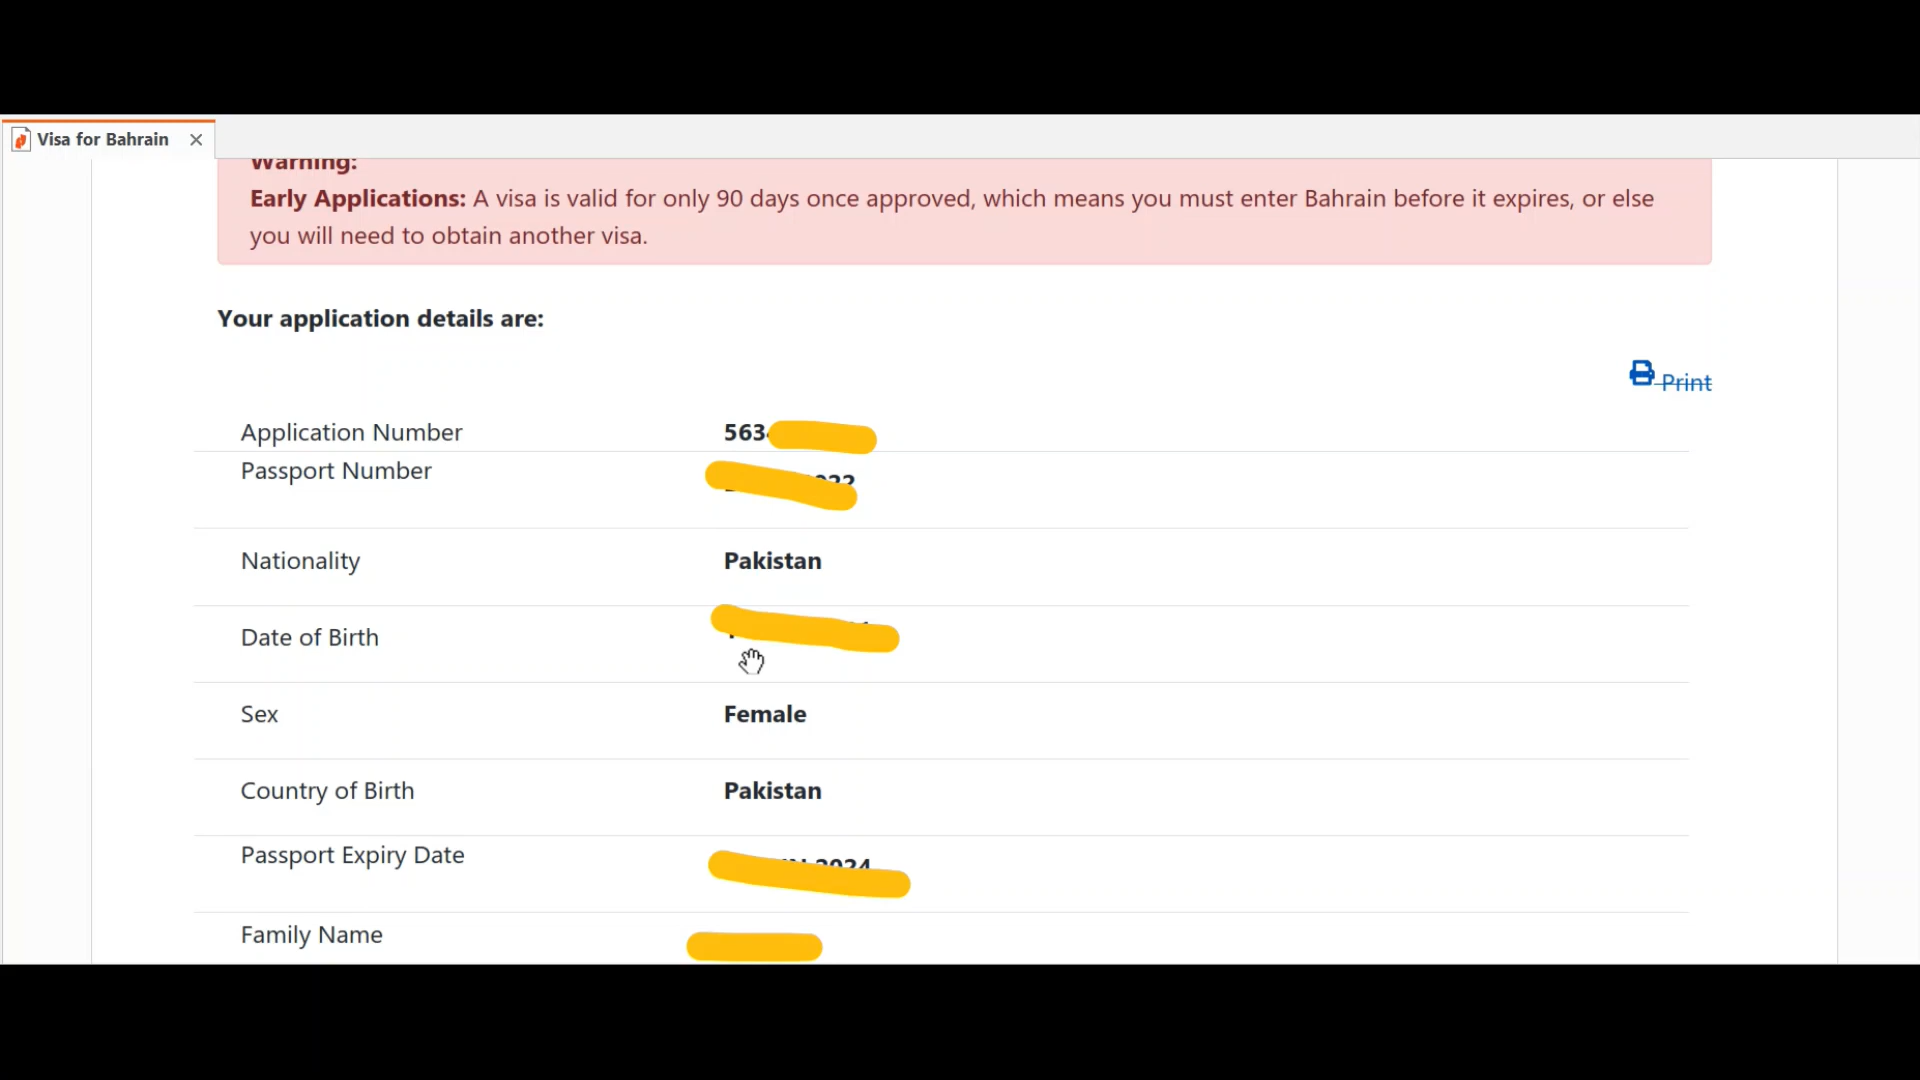 Visa for Bahrain
Warning:
Early Applications: A visa is valid for only 90 days once approved, which means you must enter Bahrain before it expires, or else
you will need to obtain another visa.
Your application details are:
Print
Application Number 563
Passport Number
Nationality Pakistan
Date of Birth
Sex Female
Country of Birth Pakistan
Passport Expiry Date 2024
Family Name